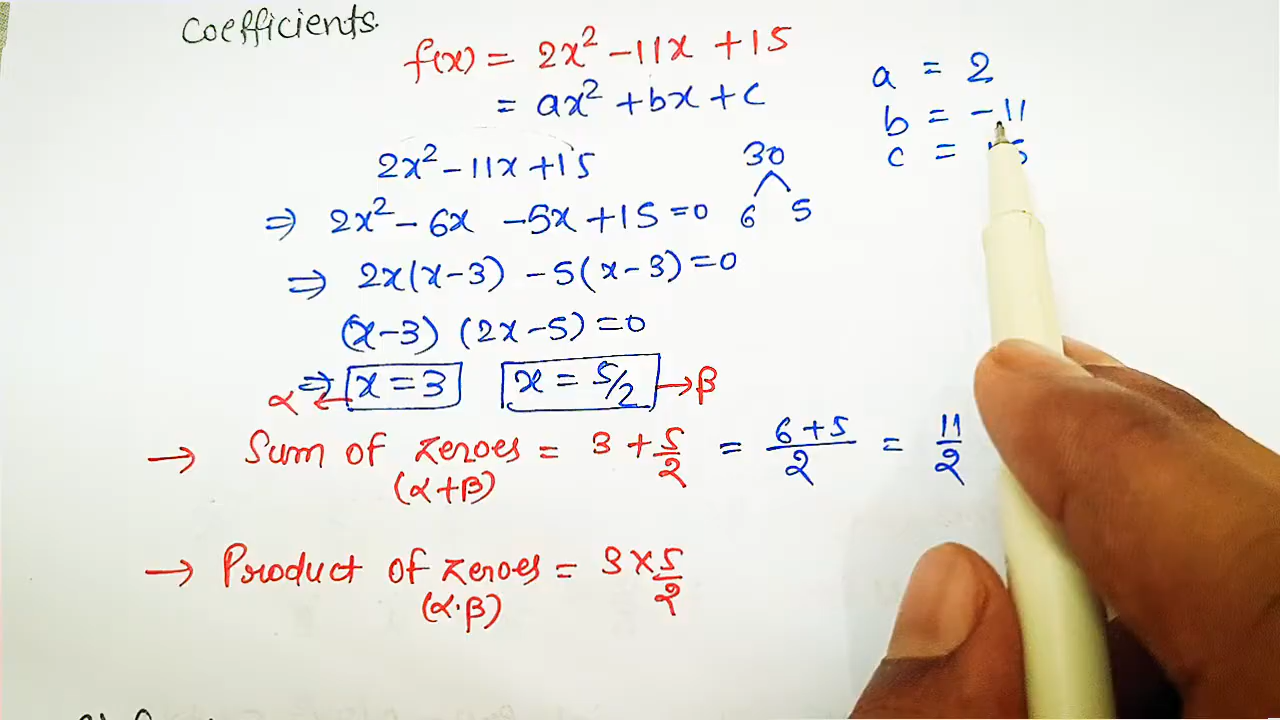 Coefficients.
f(x) = 2x² - 11x + 15
= ax² + bx + c
a = 2
b = -11
c =
2x² - 11x + 15
30
⇒ 2x² - 6x - 5x + 15 = 0
6 5
⇒ 2x(x-3) - 5(x-3) = 0
(x-3) (2x-5) = 0
α ← ⇒ x = 3 x = 5/2 → β
→ Sum of zeroes = 3 + 5/2 = 6+5/2 = 11/2
(α+β)
→ Product of zeroes = 3 × 5/2
(α·β)